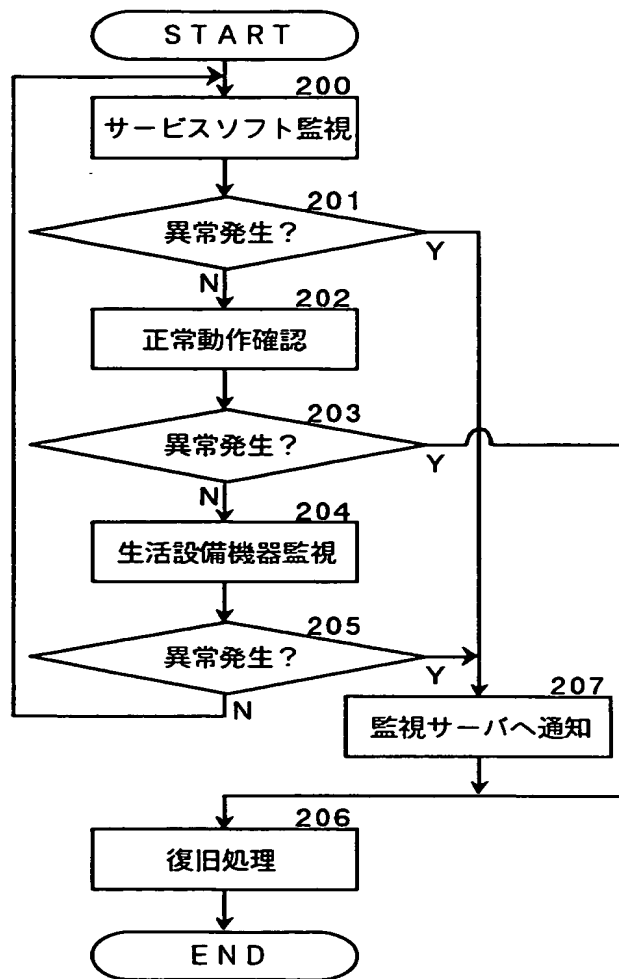 START
200
サービスソフト監視
201
異常発生？
Y
N
202
正常動作確認
203
異常発生？
Y
N
204
生活設備機器監視
205
異常発生？
Y
N
207
監視サーバへ通知
206
復旧処理
END